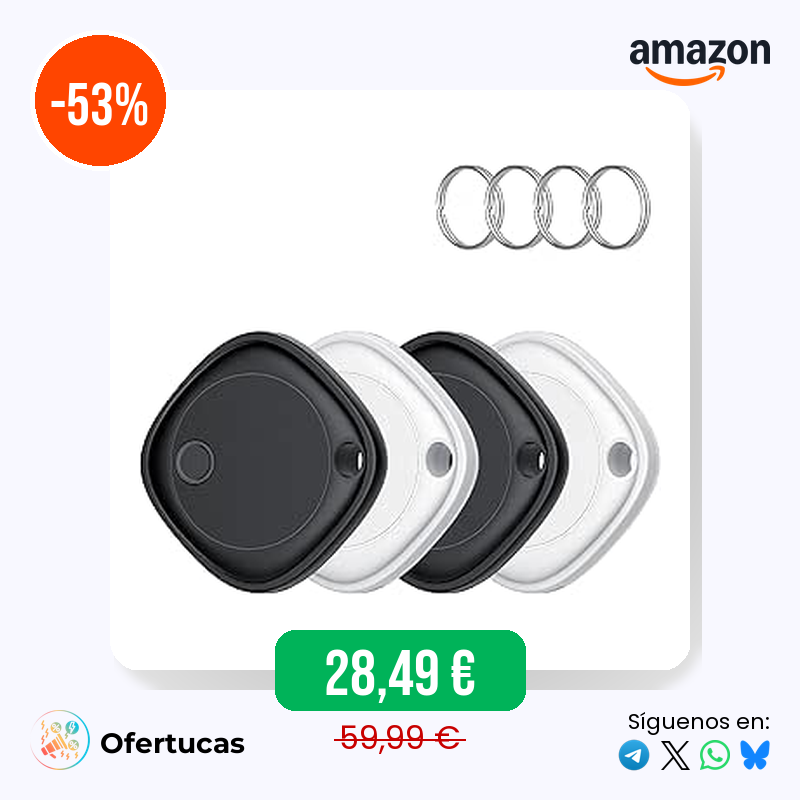 -53%
amazon
28,49 €
59,99 €
Ofertucas
Síguenos en: